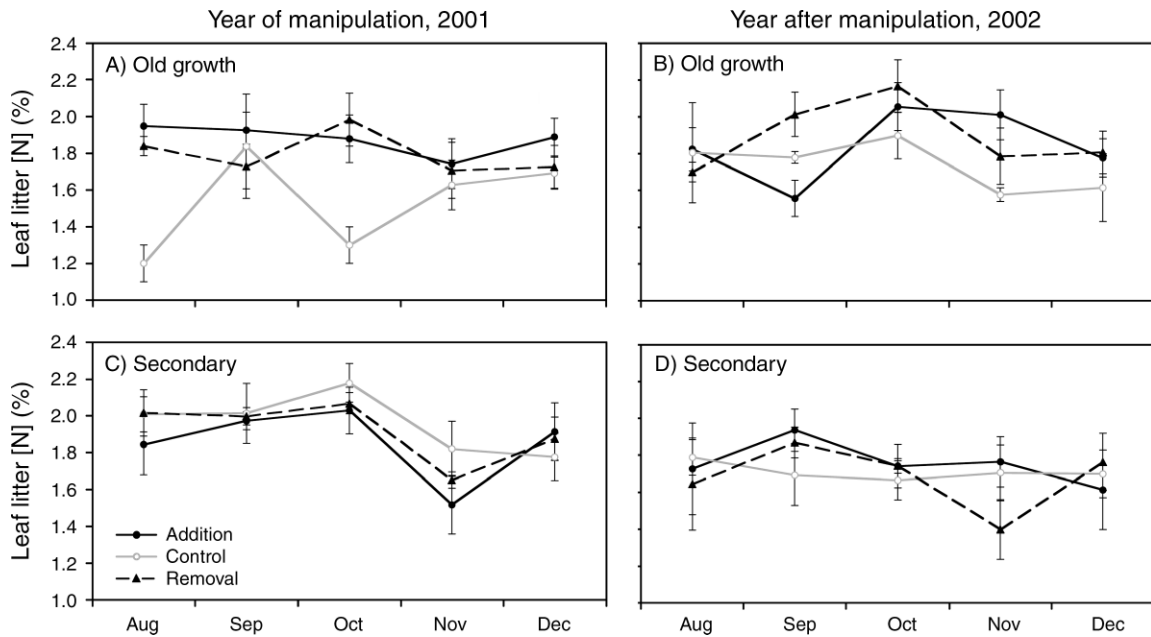 Year of manipulation, 2001
Year after manipulation, 2002
Leaf litter [N] (%)
2.4
2.2
2.0
1.8
1.6
1.4
1.2
1.0
A) Old growth
B) Old growth
Leaf litter [N] (%)
2.4
2.2
2.0
1.8
1.6
1.4
1.2
1.0
C) Secondary
Addition
Control
Removal
D) Secondary
Aug Sep Oct Nov Dec
Aug Sep Oct Nov Dec